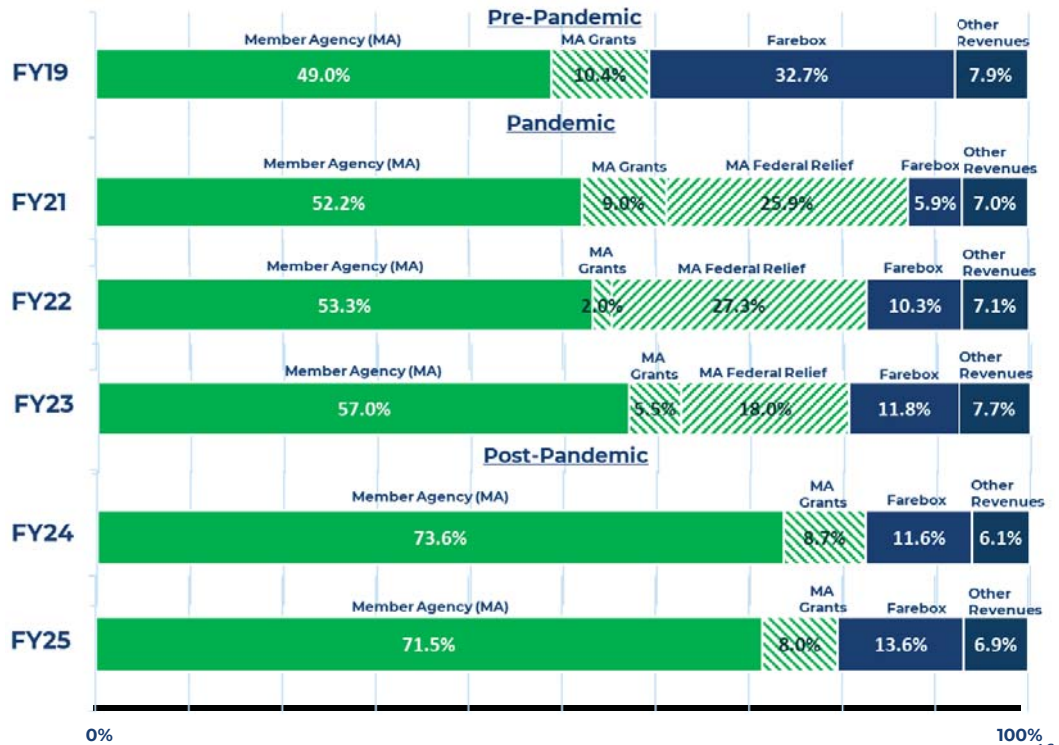 Pre-Pandemic
Member Agency (MA) MA Grants Farebox Other Revenues
FY19 49.0% 10.4% 32.7% 7.9%
Pandemic
Member Agency (MA) MA Grants MA Federal Relief Farebox Other Revenues
FY21 52.2% 9.0% 25.9% 5.9% 7.0%
Member Agency (MA) MA Grants MA Federal Relief Farebox Other Revenues
FY22 53.3% 2.0% 27.3% 10.3% 7.1%
Member Agency (MA) MA Grants MA Federal Relief Farebox Other Revenues
FY23 57.0% 5.5% 18.0% 11.8% 7.7%
Post-Pandemic
Member Agency (MA) MA Grants Farebox Other Revenues
FY24 73.6% 8.7% 11.6% 6.1%
Member Agency (MA) MA Grants Farebox Other Revenues
FY25 71.5% 8.0% 13.6% 6.9%
0% 100%